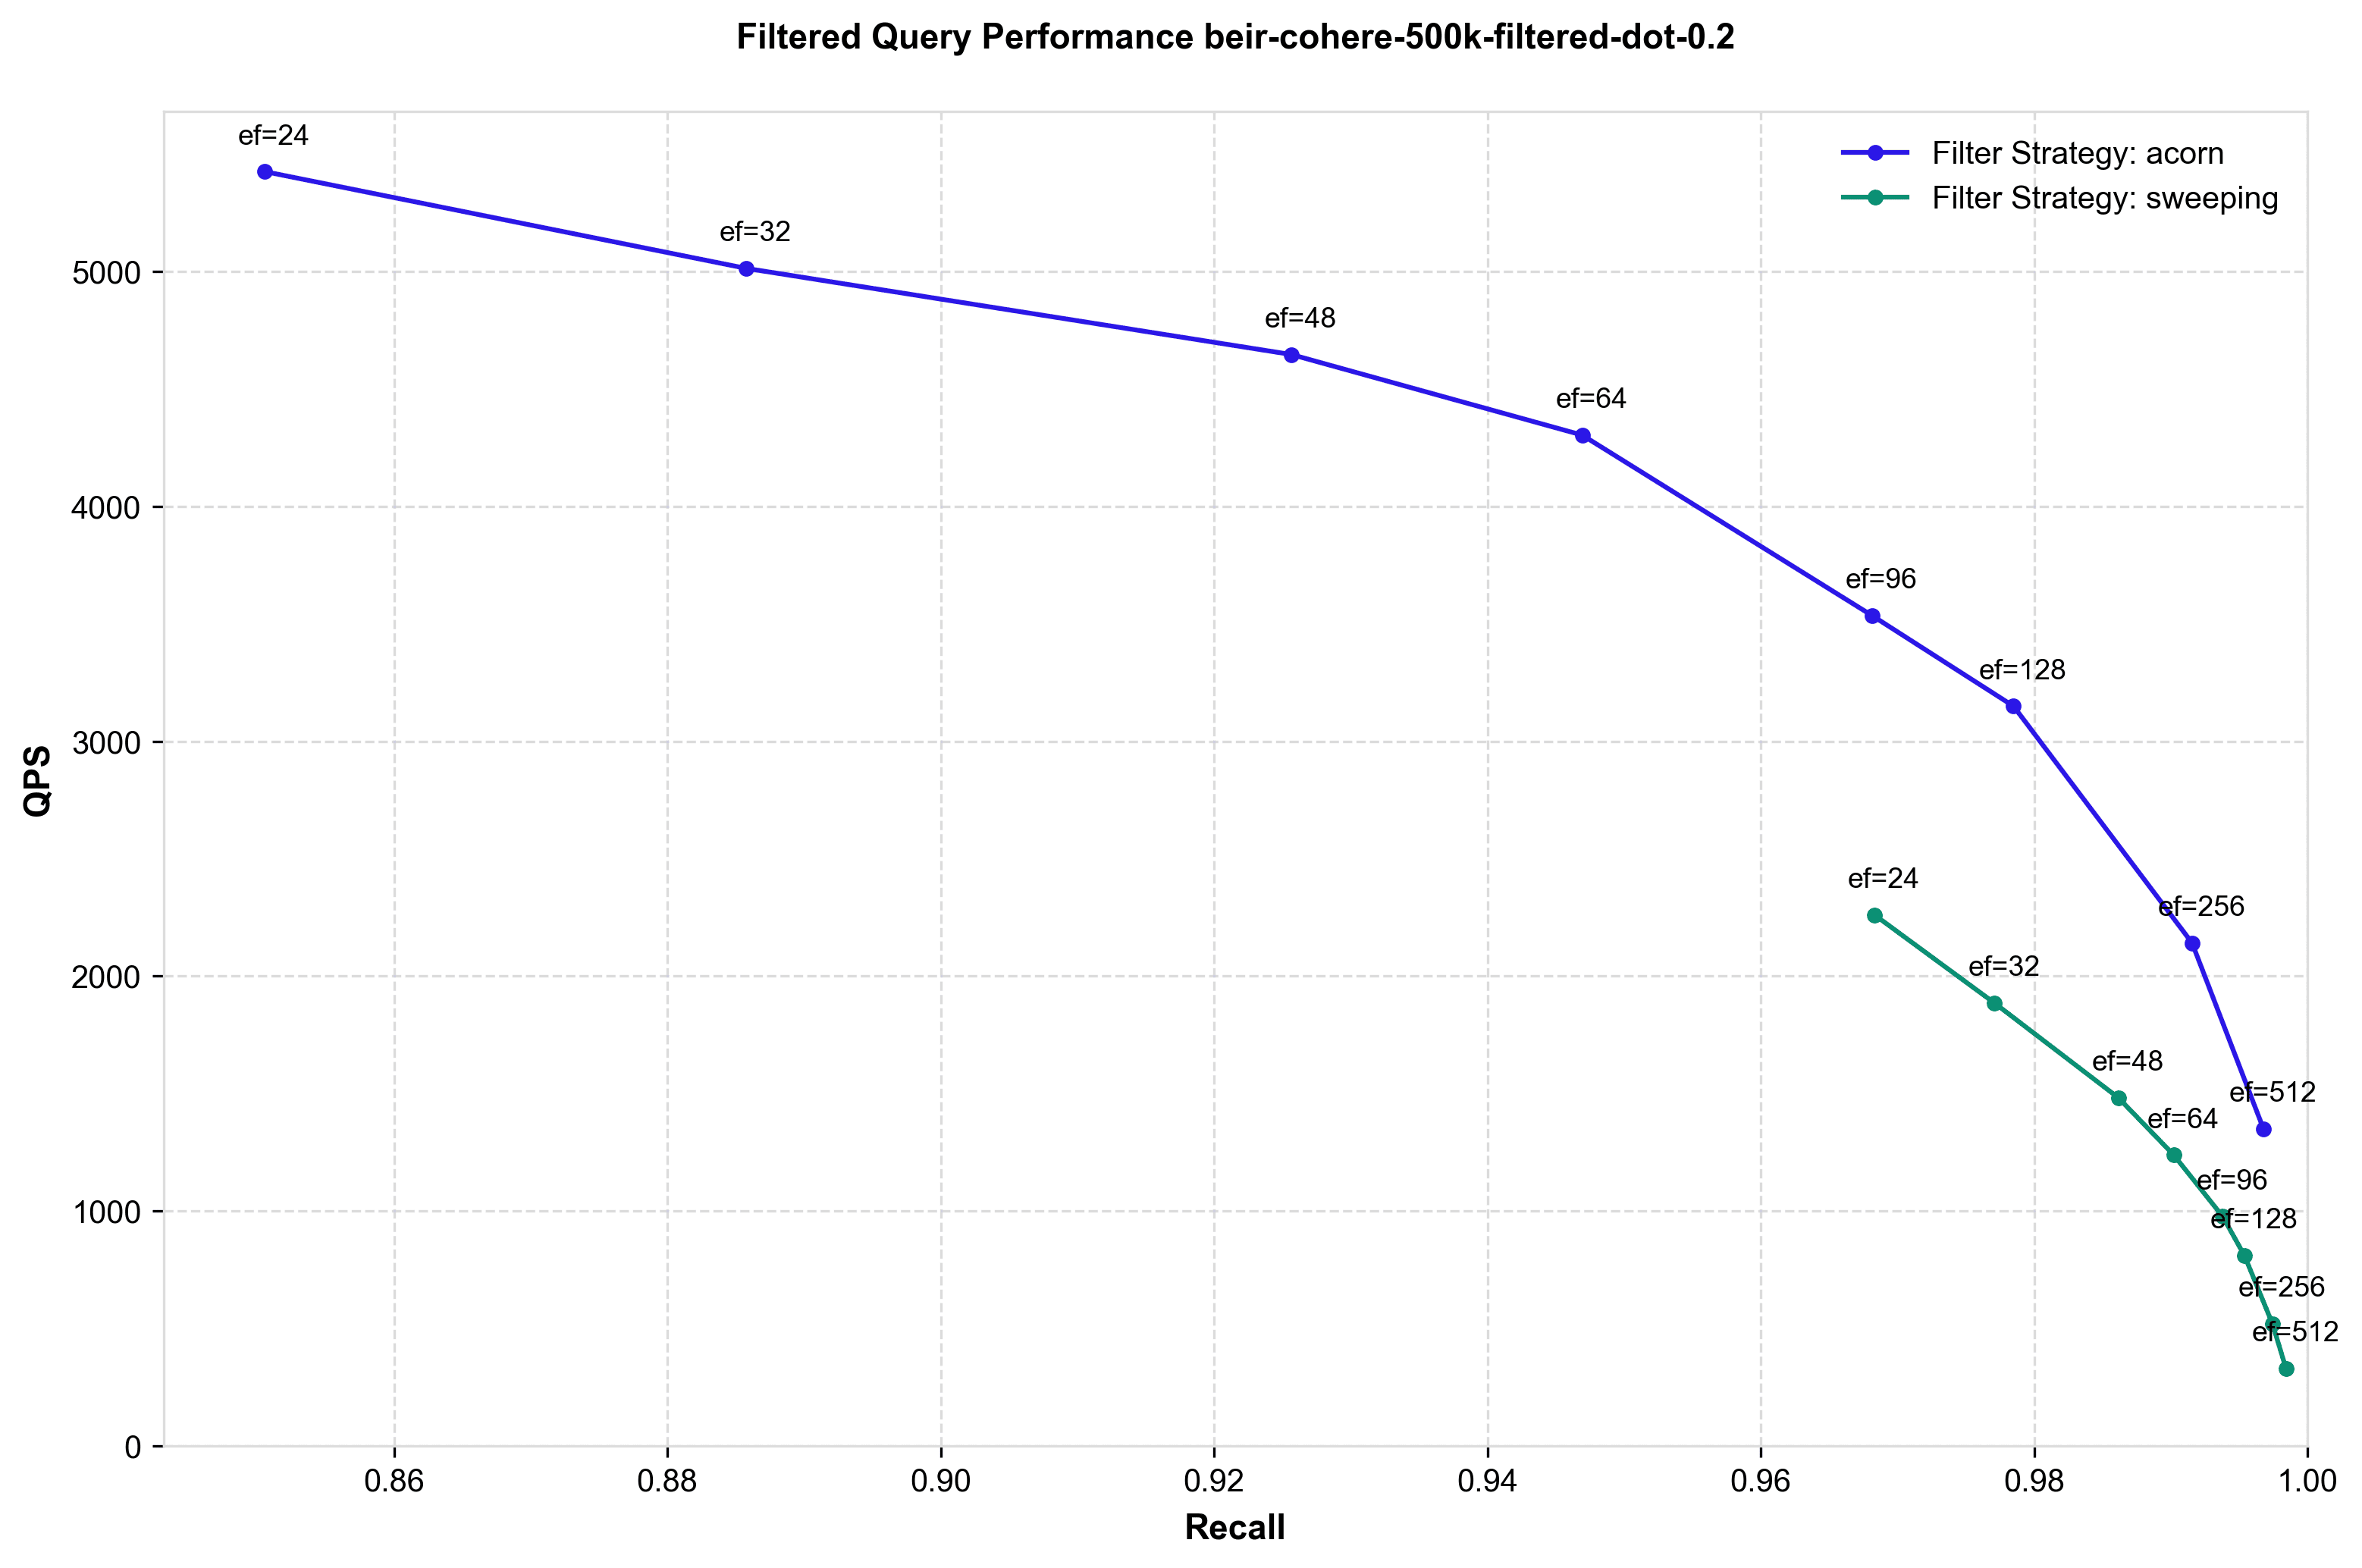 Filtered Query Performance beir-cohere-500k-filtered-dot-0.2
Filter Strategy: acorn
Filter Strategy: sweeping
ef=24
ef=32
ef=48
ef=64
ef=96
ef=128
ef=256
ef=512
ef=24
ef=32
ef=48
ef=64
ef=96
ef=128
ef=256
ef=512
QPS
5000
4000
3000
2000
1000
0
0.86
0.88
0.90
0.92
0.94
0.96
0.98
1.00
Recall